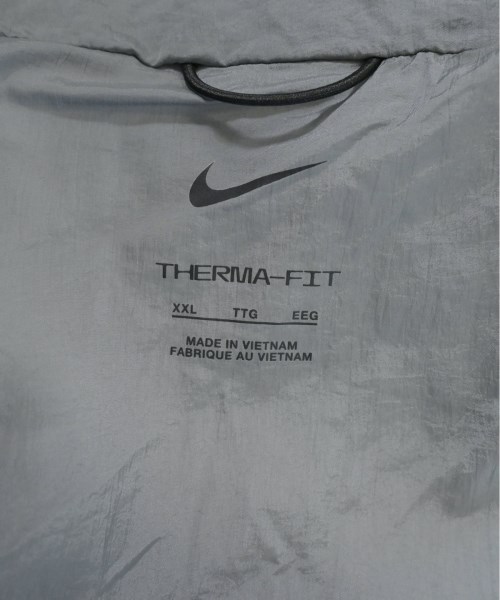 THERMA-FIT
XXL TTG EEG
MADE IN VIETNAM
FABRIQUE AU VIETNAM